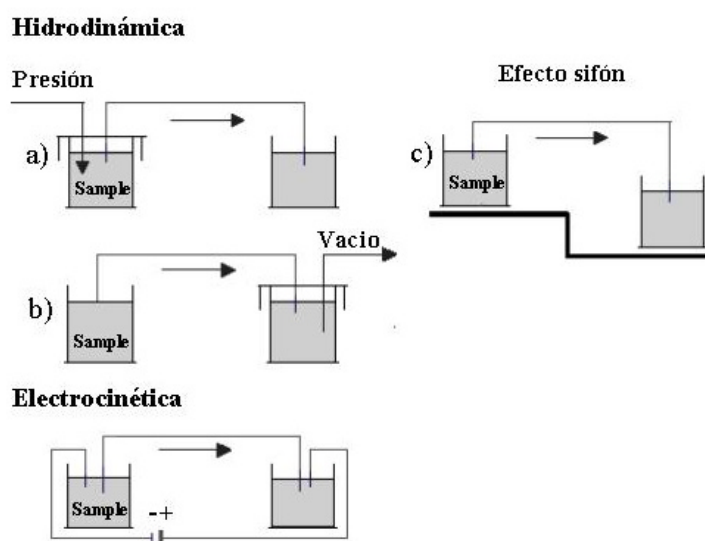 Hidrodinámica
Presión
a)
Sample
b)
Sample
Vacio
Efecto sifón
c)
Sample
Electrocinética
Sample
-+